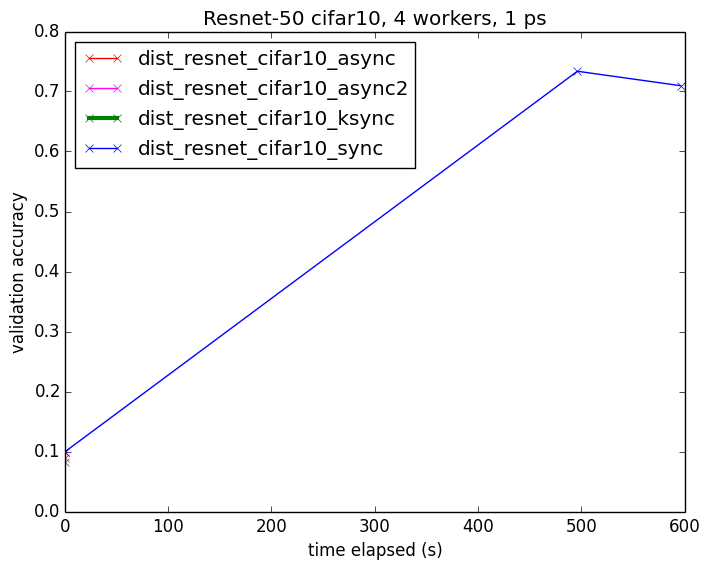 Resnet-50 cifar10, 4 workers, 1 ps
0.8
0.7
0.6
0.5
0.4
0.3
0.2
0.1
0.0
validation accuracy
dist_resnet_cifar10_async
dist_resnet_cifar10_async2
dist_resnet_cifar10_ksync
dist_resnet_cifar10_sync
0 100 200 300 400 500 600
time elapsed (s)